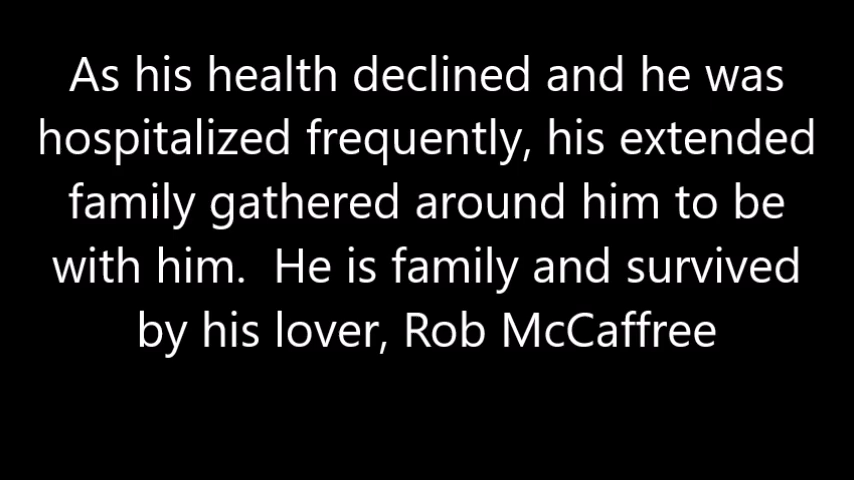 As his health declined and he was
hospitalized frequently, his extended
family gathered around him to be
with him.  He is family and survived
by his lover, Rob McCaffree